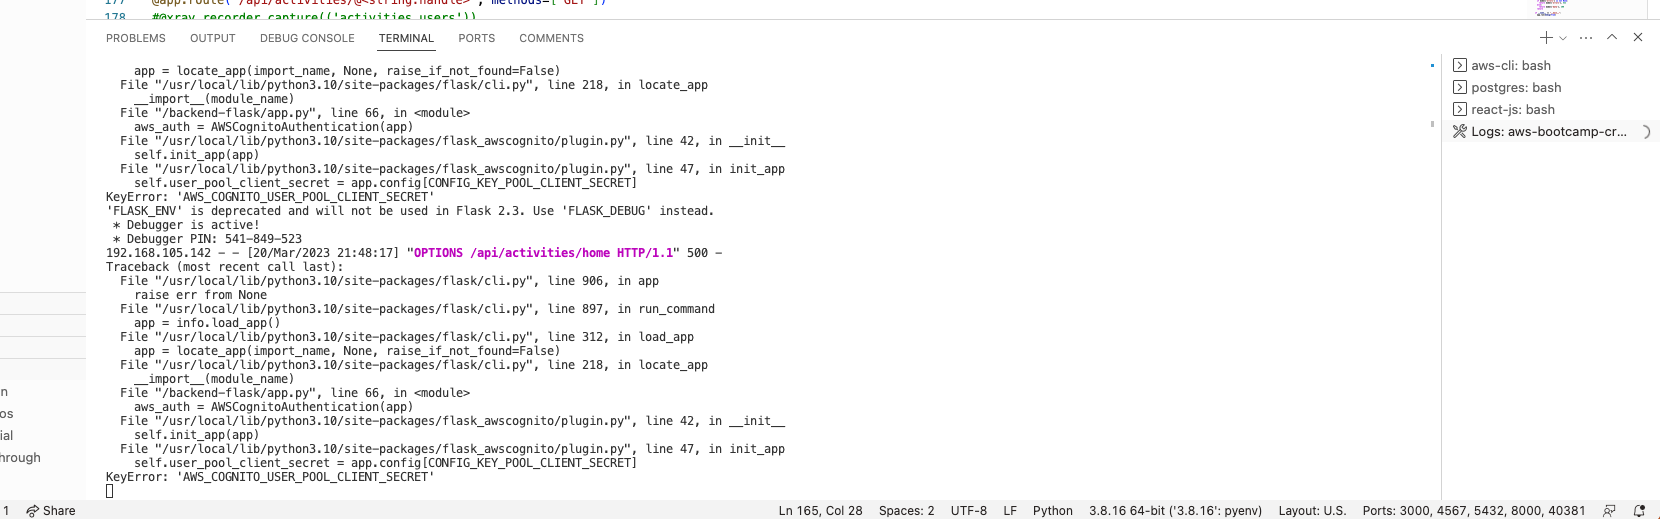 177 @app.route("/api/activities/@<string:handle>", methods=['GET'])
178 #@xray_recorder.capture('activities_users')
PROBLEMS OUTPUT DEBUG CONSOLE TERMINAL PORTS COMMENTS
app = locate_app(import_name, None, raise_if_not_found=False)
File "/usr/local/lib/python3.10/site-packages/flask/cli.py", line 218, in locate_app
__import__(module_name)
File "/backend-flask/app.py", line 66, in <module>
aws_auth = AWSCognitoAuthentication(app)
File "/usr/local/lib/python3.10/site-packages/flask_awscognito/plugin.py", line 42, in __init__
self.init_app(app)
File "/usr/local/lib/python3.10/site-packages/flask_awscognito/plugin.py", line 47, in init_app
self.user_pool_client_secret = app.config[CONFIG_KEY_POOL_CLIENT_SECRET]
KeyError: 'AWS_COGNITO_USER_POOL_CLIENT_SECRET'
'FLASK_ENV' is deprecated and will not be used in Flask 2.3. Use 'FLASK_DEBUG' instead.
* Debugger is active!
* Debugger PIN: 541-849-523
192.168.105.142 - - [20/Mar/2023 21:48:17] "OPTIONS /api/activities/home HTTP/1.1" 500 -
Traceback (most recent call last):
File "/usr/local/lib/python3.10/site-packages/flask/cli.py", line 906, in app
raise err from None
File "/usr/local/lib/python3.10/site-packages/flask/cli.py", line 897, in run_command
app = info.load_app()
File "/usr/local/lib/python3.10/site-packages/flask/cli.py", line 312, in load_app
app = locate_app(import_name, None, raise_if_not_found=False)
File "/usr/local/lib/python3.10/site-packages/flask/cli.py", line 218, in locate_app
__import__(module_name)
File "/backend-flask/app.py", line 66, in <module>
aws_auth = AWSCognitoAuthentication(app)
File "/usr/local/lib/python3.10/site-packages/flask_awscognito/plugin.py", line 42, in __init__
self.init_app(app)
File "/usr/local/lib/python3.10/site-packages/flask_awscognito/plugin.py", line 47, in init_app
self.user_pool_client_secret = app.config[CONFIG_KEY_POOL_CLIENT_SECRET]
KeyError: 'AWS_COGNITO_USER_POOL_CLIENT_SECRET'
aws-cli: bash
postgres: bash
react-js: bash
Logs: aws-bootcamp-cr...
n
os
ial
hrough
1 Share Ln 165, Col 28 Spaces: 2 UTF-8 LF Python 3.8.16 64-bit ('3.8.16': pyenv) Layout: U.S. Ports: 3000, 4567, 5432, 8000, 40381